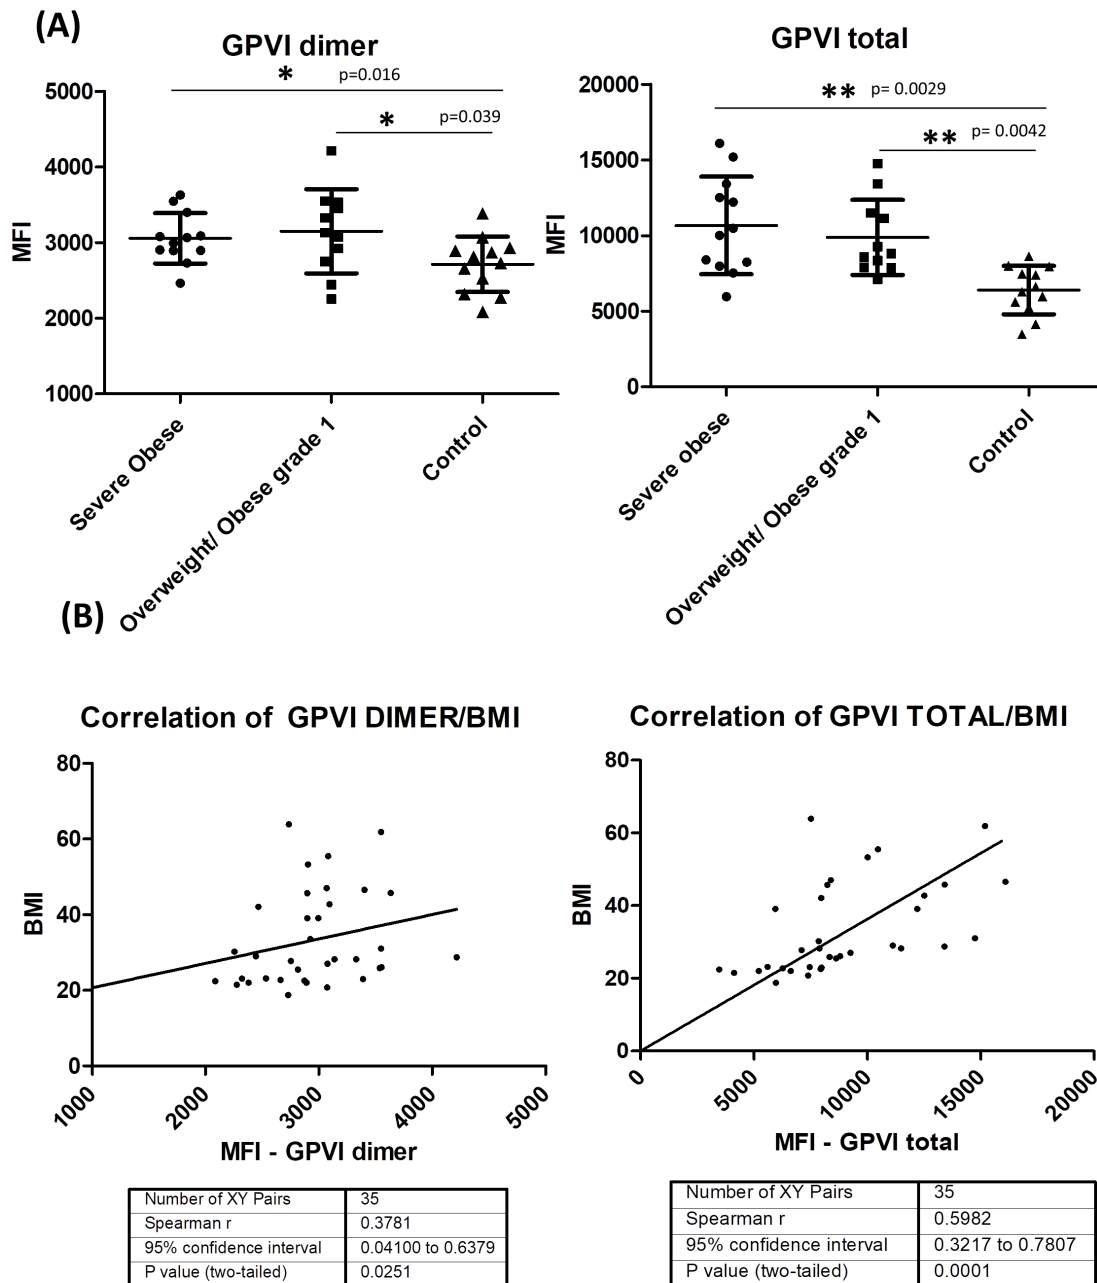 (A)
GPVI dimer
* p=0.016
* p=0.039
5000
4000
3000
2000
1000
MFI
Severe Obese
Overweight/ Obese grade 1
Control
GPVI total
** p= 0.0029
** p= 0.0042
20000
15000
10000
5000
0
MFI
Severe obese
Overweight/ Obese grade 1
Control
(B)
Correlation of GPVI DIMER/BMI
80
60
40
20
0
BMI
1000
2000
3000
4000
5000
MFI - GPVI dimer
Number of XY Pairs 35
Spearman r 0.3781
95% confidence interval 0.04100 to 0.6379
P value (two-tailed) 0.0251
Correlation of GPVI TOTAL/BMI
80
60
40
20
0
BMI
0
5000
10000
15000
20000
MFI - GPVI total
Number of XY Pairs 35
Spearman r 0.5982
95% confidence interval 0.3217 to 0.7807
P value (two-tailed) 0.0001